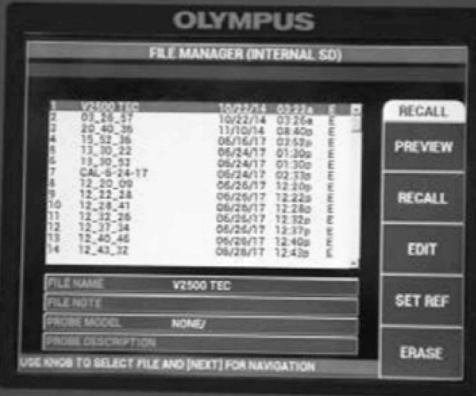 OLYMPUS
FILE MANAGER (INTERNAL SD)
1 V2500 TEC 10/22/14 03:22a E
2 03_26_57 10/22/14 03:26a E
3 20_40_36 11/10/14 08:40p E
4 15_52_36 06/16/17 03:52p E
5 13_30_22 06/24/17 01:30p E
6 13_30_52 06/24/17 01:30p E
7 CAL-6-24-17 06/24/17 02:33p E
8 12_20_09 06/26/17 12:20p E
9 12_22_28 06/26/17 12:22p E
10 12_28_41 06/26/17 12:28p E
11 12_32_26 06/26/17 12:32p E
12 12_37_34 06/26/17 12:37p E
13 12_40_46 06/26/17 12:40p E
14 12_43_32 06/26/17 12:43p E
FILE NAME V2500 TEC
FILE NOTE
PROBE MODEL NONE/
PROBE DESCRIPTION
USE KNOB TO SELECT FILE AND [NEXT] FOR NAVIGATION
RECALL
PREVIEW
RECALL
EDIT
SET REF
ERASE